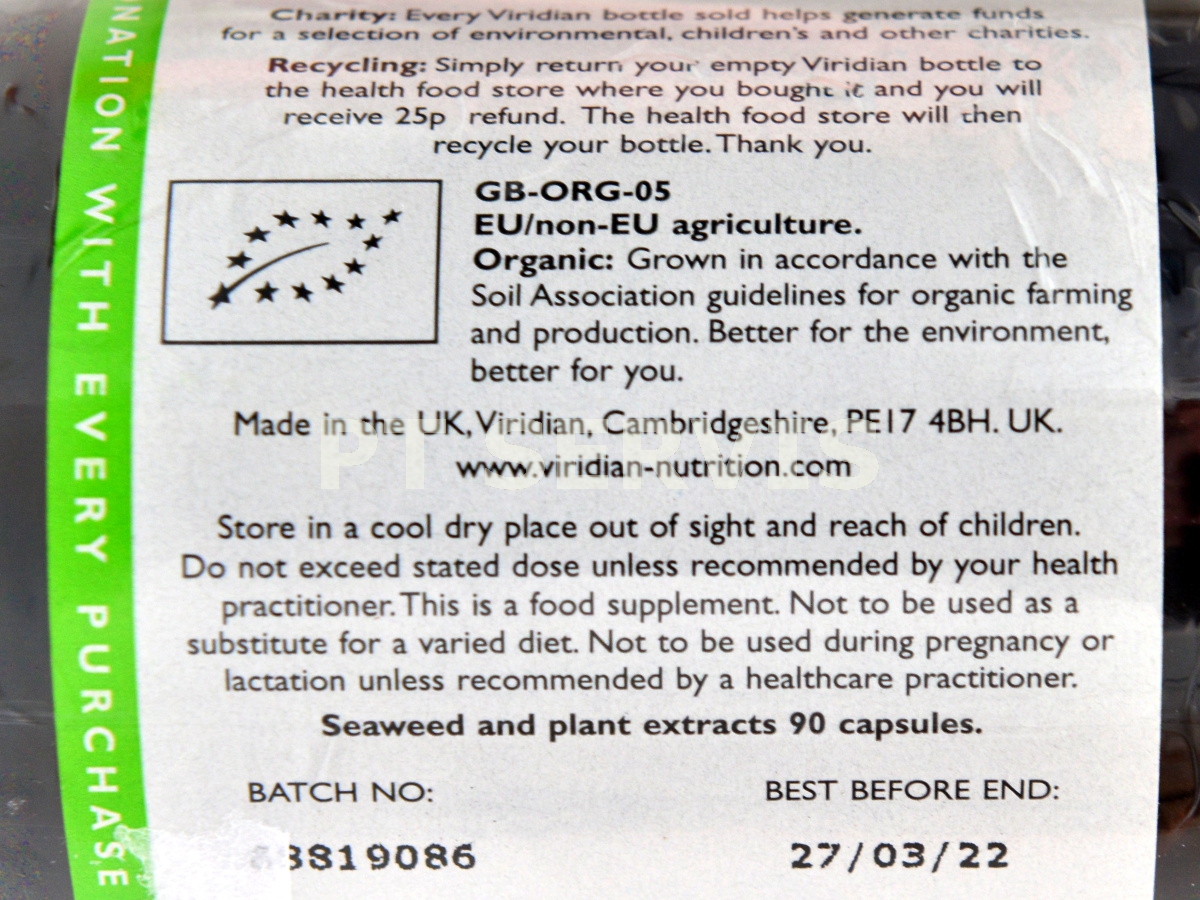 Charity: Every Viridian bottle sold helps generate funds
for a selection of environmental, children's and other charities.
Recycling: Simply return your empty Viridian bottle to
the health food store where you bought it and you will
receive 25p refund. The health food store will then
recycle your bottle. Thank you.
GB-ORG-05
EU/non-EU agriculture.
Organic: Grown in accordance with the
Soil Association guidelines for organic farming
and production. Better for the environment,
better for you.
Made in the UK, Viridian, Cambridgeshire, PE17 4BH. UK.
www.viridian-nutrition.com
PT SERVIS
Store in a cool dry place out of sight and reach of children.
Do not exceed stated dose unless recommended by your health
practitioner. This is a food supplement. Not to be used as a
substitute for a varied diet. Not to be used during pregnancy or
lactation unless recommended by a healthcare practitioner.
Seaweed and plant extracts 90 capsules.
BATCH NO:
BEST BEFORE END:
27/03/22
WITH EVERY PURCHASE